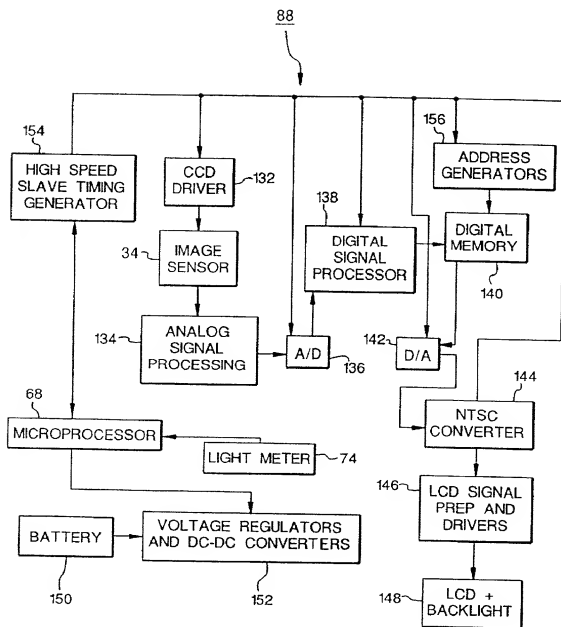 88
154
HIGH SPEED
SLAVE TIMING
GENERATOR
CCD
DRIVER
132
156
ADDRESS
GENERATORS
138
DIGITAL
SIGNAL
PROCESSOR
DIGITAL
MEMORY
140
34
IMAGE
SENSOR
134
ANALOG
SIGNAL
PROCESSING
A/D
136
142
D/A
144
NTSC
CONVERTER
68
MICROPROCESSOR
LIGHT METER
74
146
LCD SIGNAL
PREP AND
DRIVERS
BATTERY
150
VOLTAGE REGULATORS
AND DC-DC CONVERTERS
152
148
LCD +
BACKLIGHT